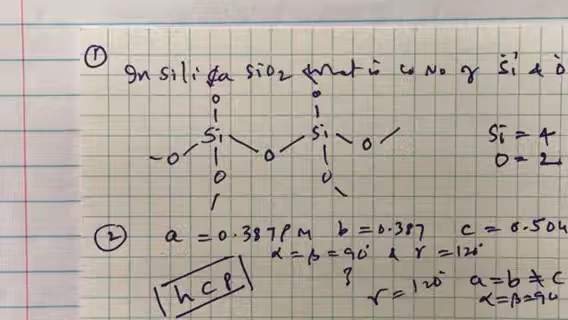 ① In Silica SiO2 what is co No of Si & O
O O
Si Si O
O O Si = 4
O O O = 2
② a = 0.387 PM b = 0.387 c = 0.504
α = β = 90° & r = 120°
hcp ? r = 120° a = b ≠ c
α = β = 90